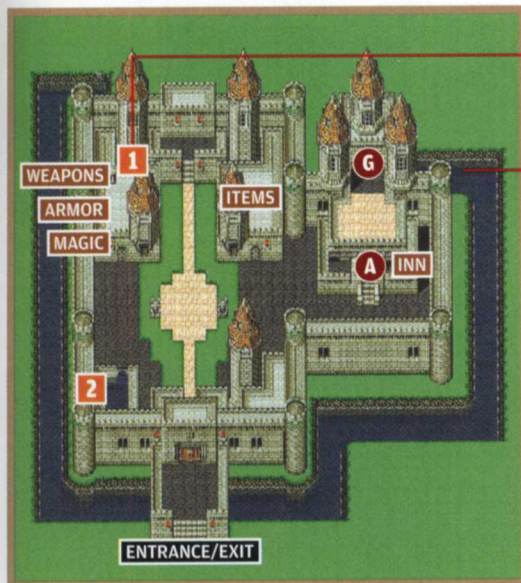 1
G
WEAPONS
ITEMS
ARMOR
MAGIC
A INN
2
ENTRANCE/EXIT